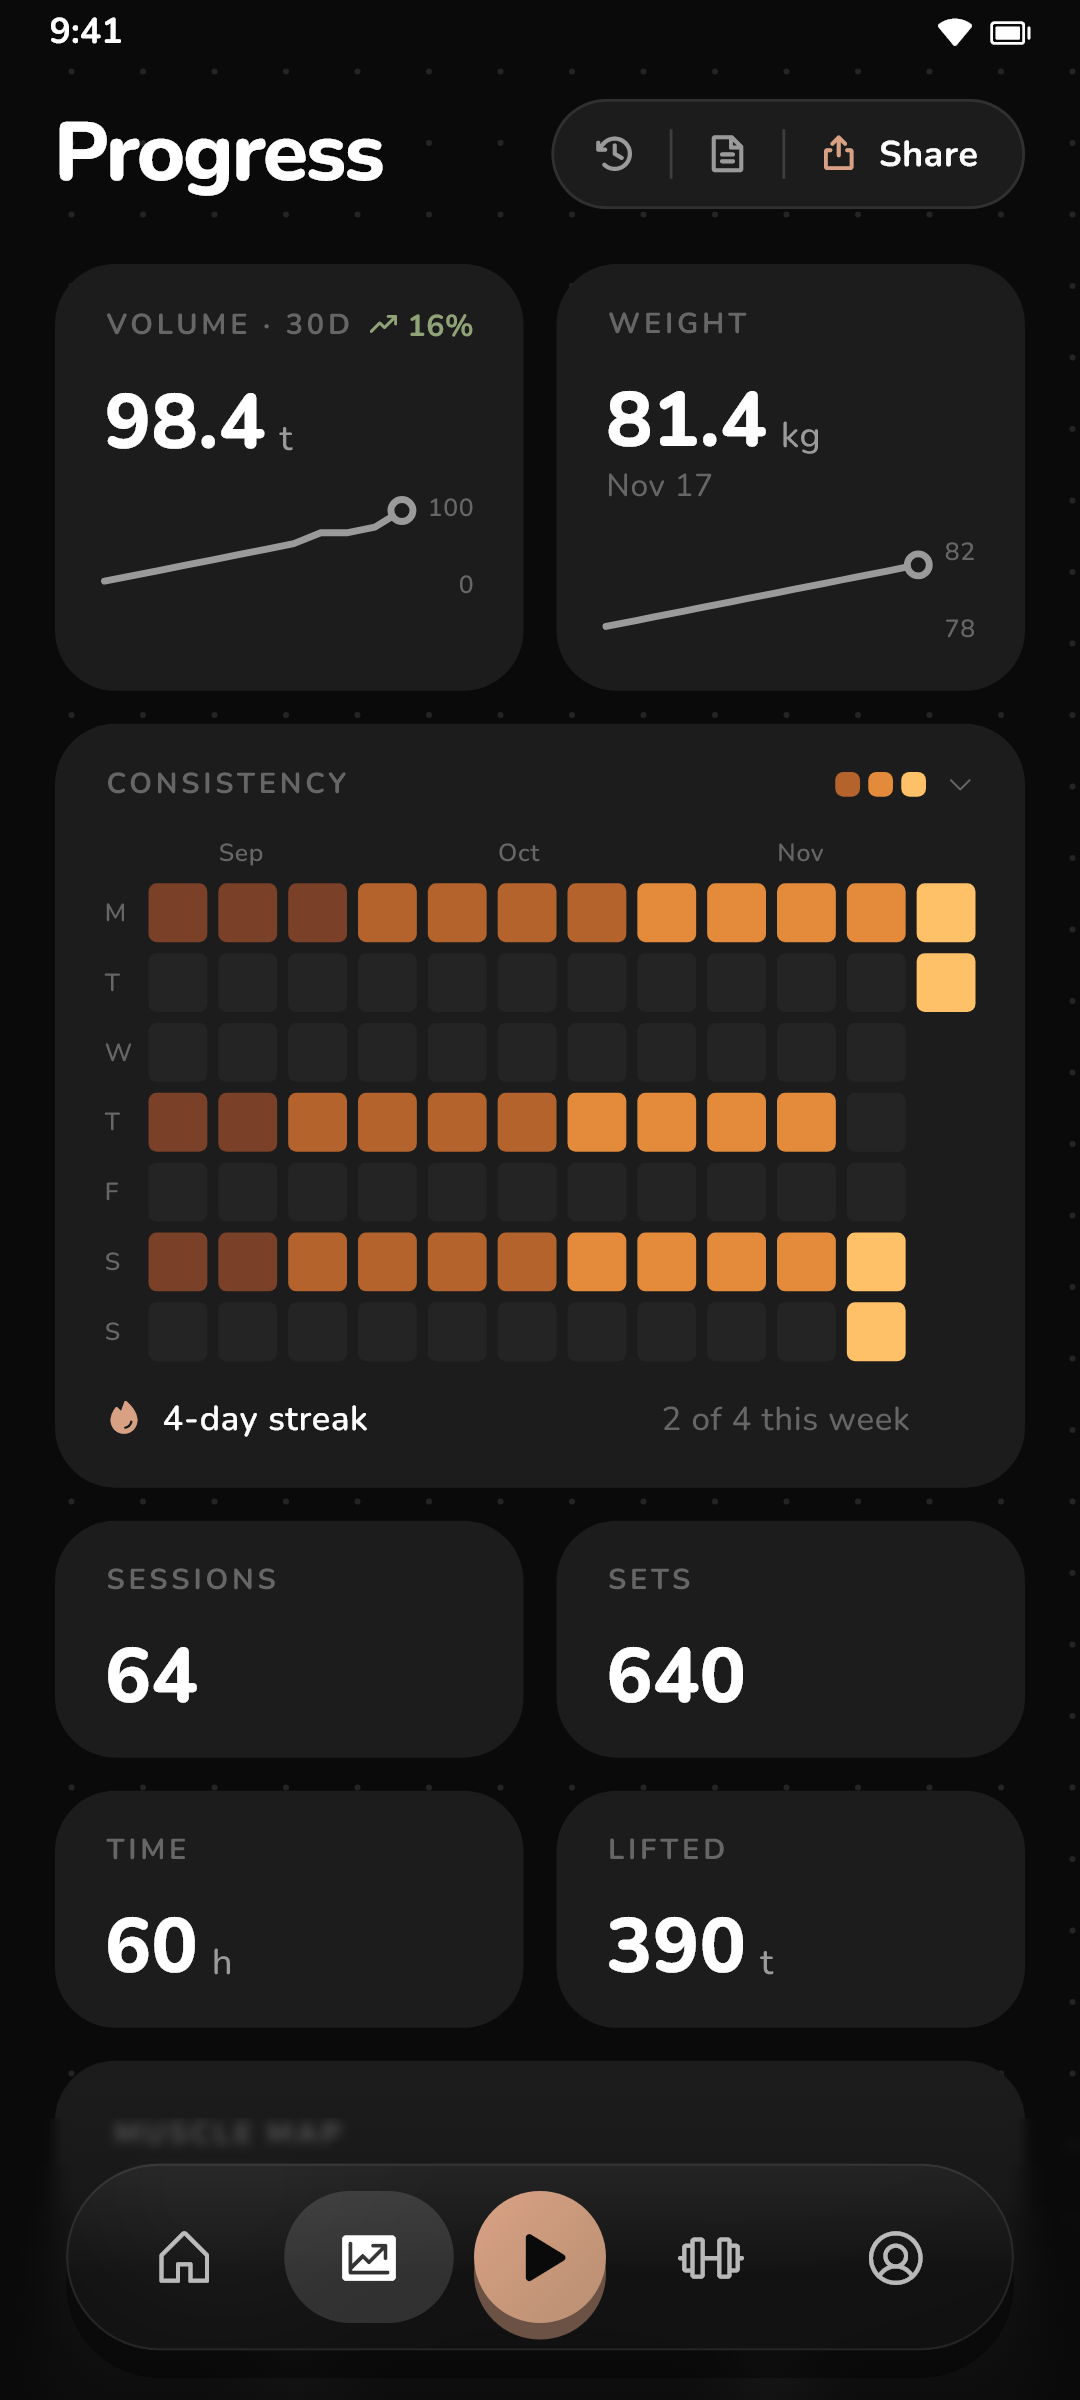 9:41
Progress
Share
VOLUME · 30D 16%
98.4 t
100
0
WEIGHT
81.4 kg
Nov 17
82
78
CONSISTENCY
Sep Oct Nov
M
T
W
T
F
S
S
4-day streak
2 of 4 this week
SESSIONS
64
SETS
640
TIME
60 h
LIFTED
390 t
MUSCLE MAP